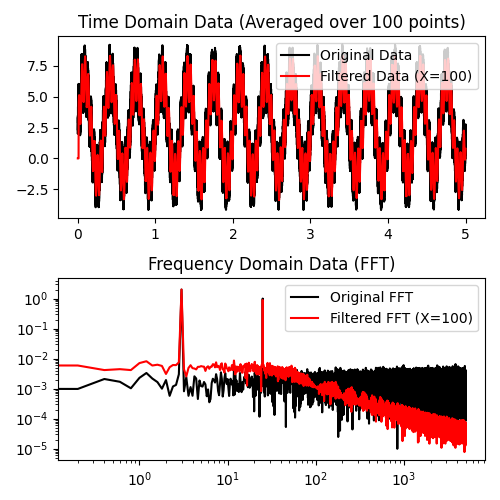 Time Domain Data (Averaged over 100 points)
Original Data
Filtered Data (X=100)
7.5
5.0
2.5
0.0
−2.5
0 1 2 3 4 5
Frequency Domain Data (FFT)
Original FFT
Filtered FFT (X=100)
10⁰
10⁻¹
10⁻²
10⁻³
10⁻⁴
10⁻⁵
10⁰ 10¹ 10² 10³